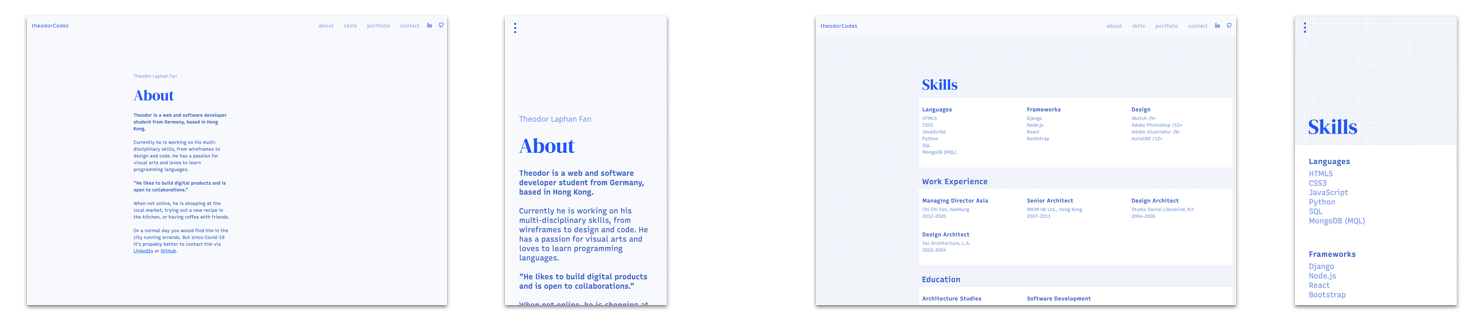 theodorCodes
about skills portfolio contact
Theodor Laphan Fan
About
Theodor is a web and software developer
student from Germany, based in Hong
Kong.
Currently he is working on his multi-
disciplinary skills, from wireframes to
design and code. He has a passion for
visual arts and loves to learn
programming languages.
"He likes to build digital products and is
open to collaborations."
When not online, he is shopping at the
local market, trying out a new recipe in
the kitchen, or having coffee with friends.
On a normal day you would find him in the
city running errands. But since Covid-19
it's propably better to contact him via
LinkedIn or GitHub.
Theodor Laphan Fan
About
Theodor is a web and software
developer student from Germany,
based in Hong Kong.
Currently he is working on his
multi-disciplinary skills, from
wireframes to design and code. He
has a passion for visual arts and
loves to learn programming
languages.
"He likes to build digital products
and is open to collaborations."
When not online, he is shopping at
theodorCodes
about skills portfolio contact
Skills
Languages
HTML5
CSS3
JavaScript
Python
SQL
MongoDB (MQL)
Frameworks
Django
Node.js
React
Bootstrap
Design
Sketch /9+
Adobe Photoshop /12+
Adobe Illustrator /8+
AutoCAD /12+
Work Experience
Managing Director Asia
Chi Chi Fan, Hamburg
2012-2020
Senior Architect
RMJM HK Ltd., Hong Kong
2007-2011
Design Architect
Studio Daniel Libeskind, NY
2004-2006
Design Architect
Tec Architecture, L.A.
2003-2004
Education
Architecture Studies
Software Development
Skills
Languages
HTML5
CSS3
JavaScript
Python
SQL
MongoDB (MQL)
Frameworks
Django
Node.js
React
Bootstrap